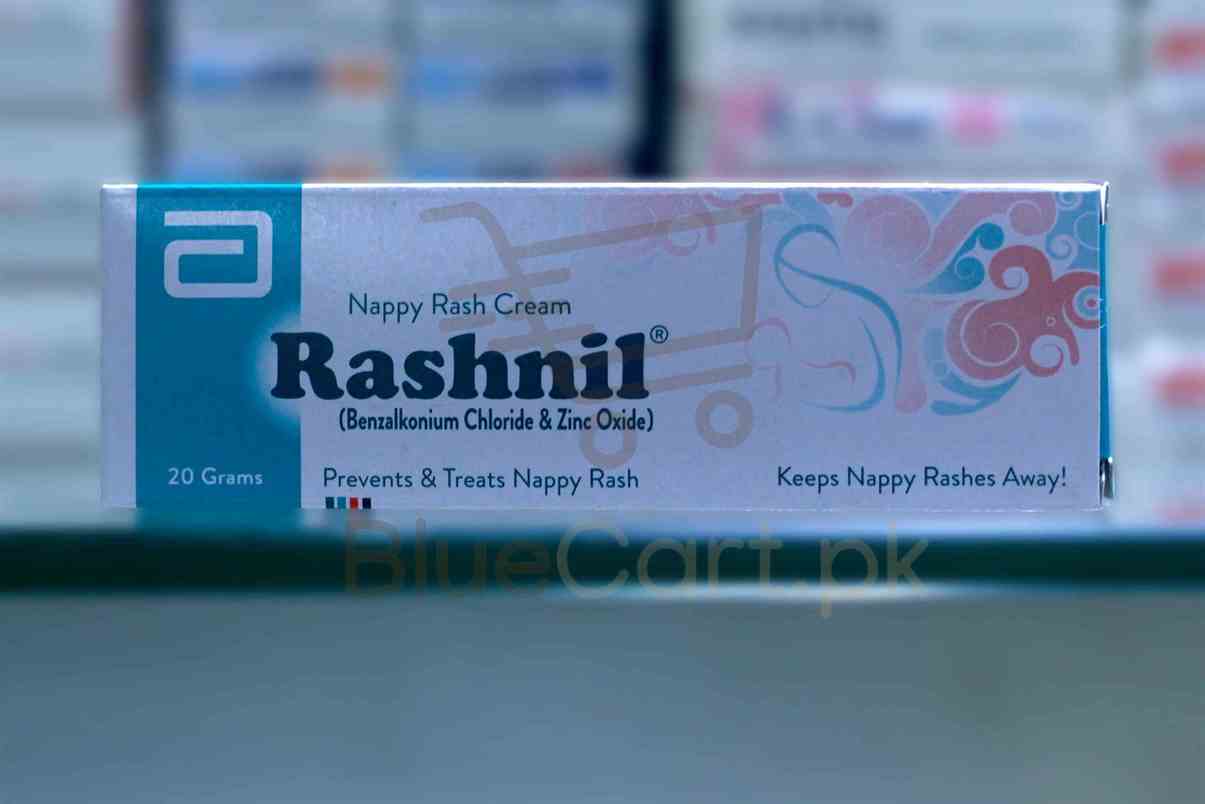 Nappy Rash Cream
Rashnil®
(Benzalkonium Chloride & Zinc Oxide)
20 Grams
Prevents & Treats Nappy Rash
Keeps Nappy Rashes Away!
BlueCart.pk